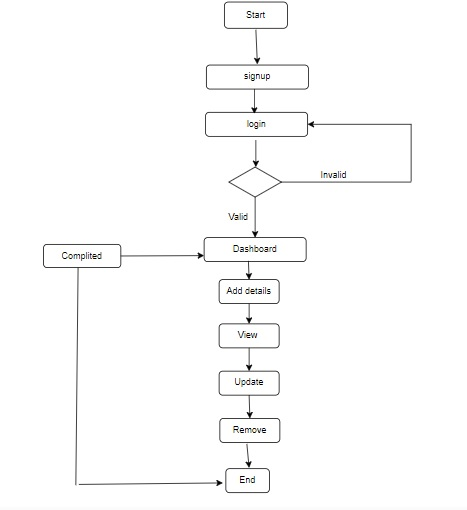 Start
signup
login
Invalid
Valid
Complited
Dashboard
Add details
View
Update
Remove
End